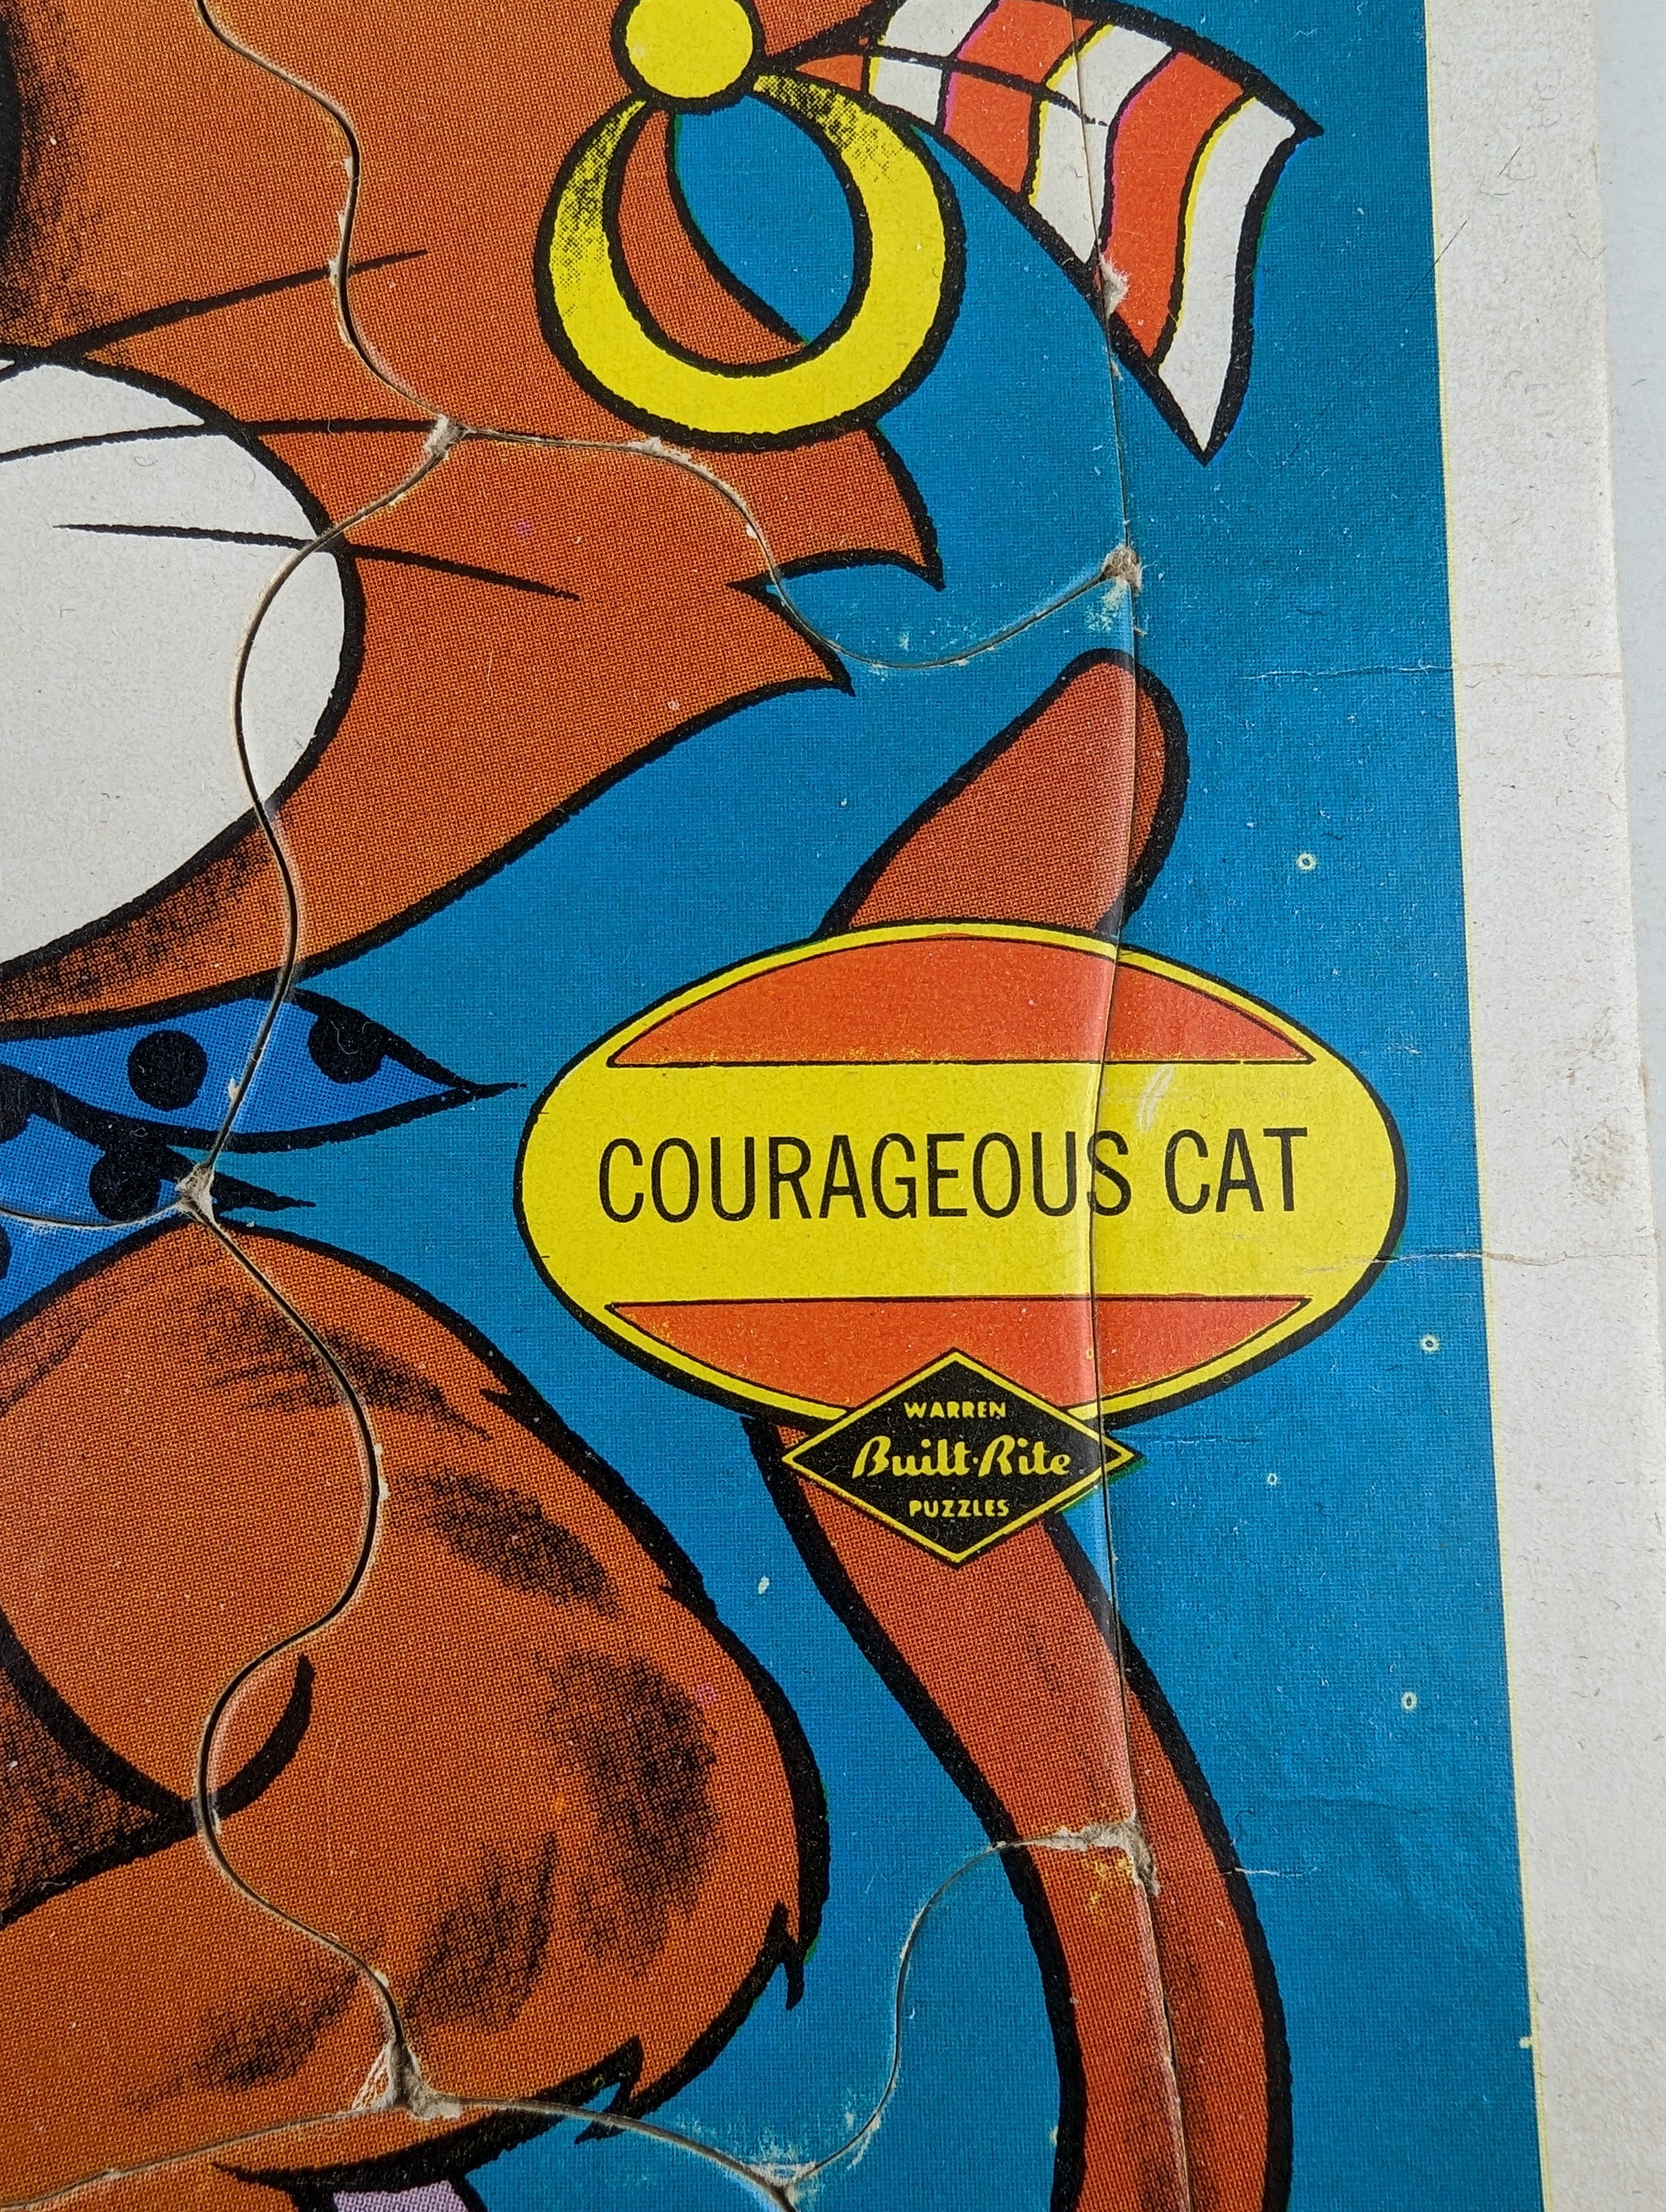 COURAGEOUS CAT
WARREN
Built-Rite
PUZZLES